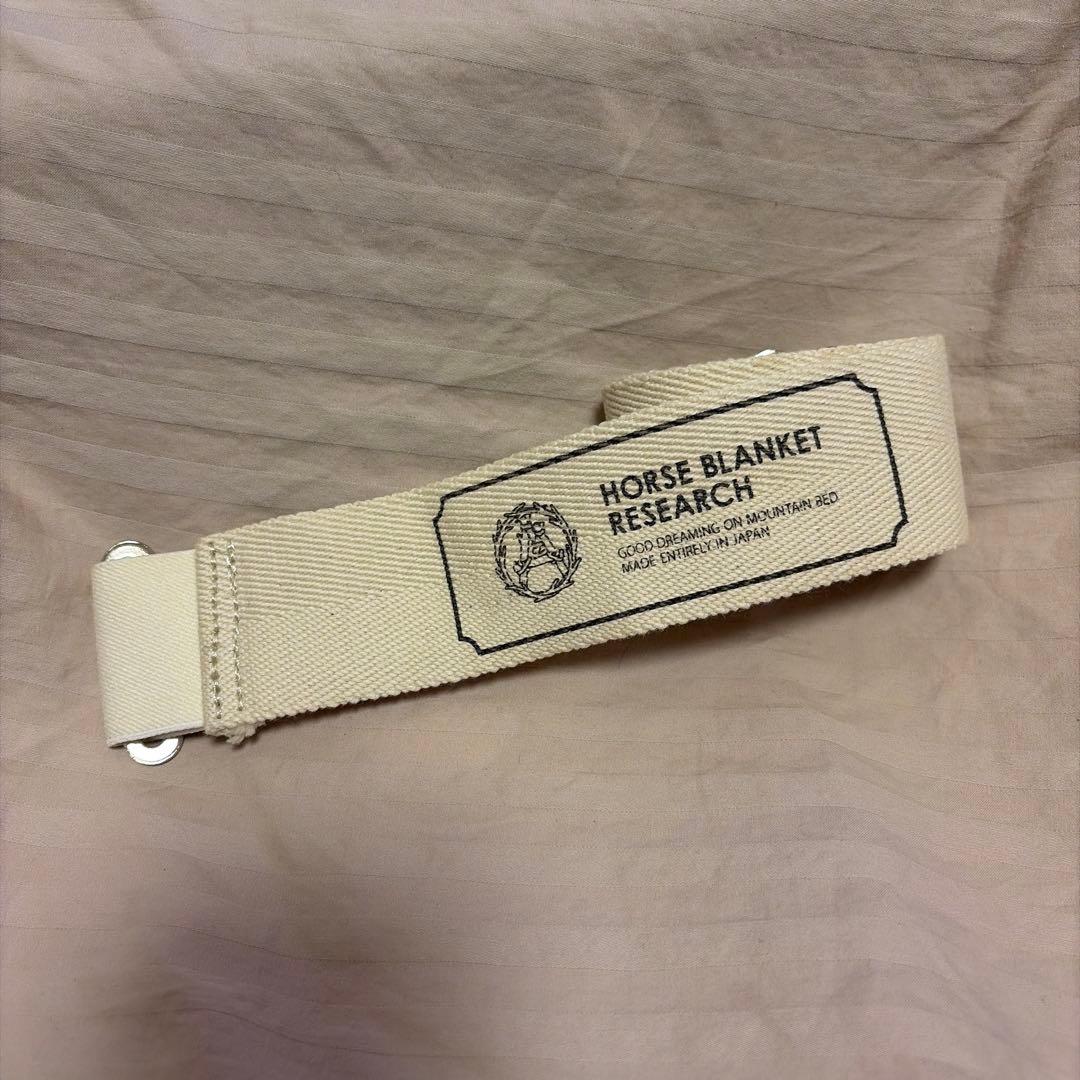 HORSE BLANKET
RESEARCH
GOOD DREAMING ON MOUNTAIN BED
MADE ENTIRELY IN JAPAN